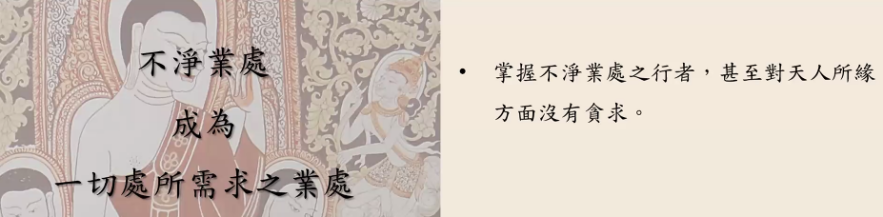 不淨業處
成為
一切處所需求之業處
• 掌握不淨業處之行者，甚至對天人所緣
方面沒有貪求。